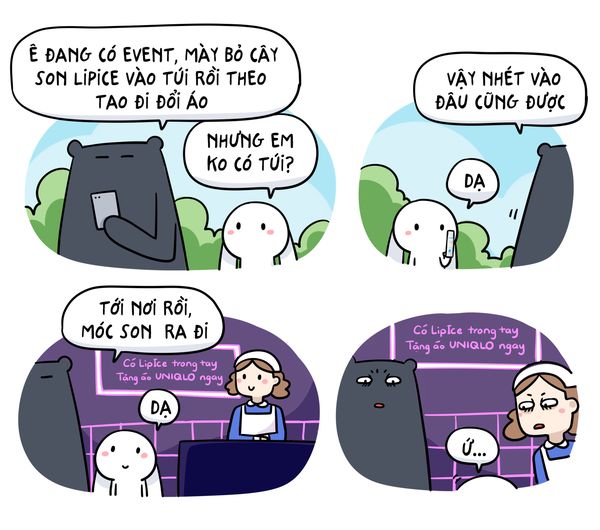 Ê ĐANG CÓ EVENT, MÀY BỎ CÂY
SON LIPICE VÀO TÚI RỒI THEO
TAO ĐI ĐỔI ÁO
NHƯNG EM
KO CÓ TÚI?
VẬY NHÉT VÀO
ĐÂU CŨNG ĐƯỢC
DẠ
TỚI NƠI RỒI,
MÓC SON RA ĐI
Có LipIce trong tay
Tặng áo UNIQLO ngay
DẠ
Có LipIce trong tay
Tặng áo UNIQLO ngay
Ứ...